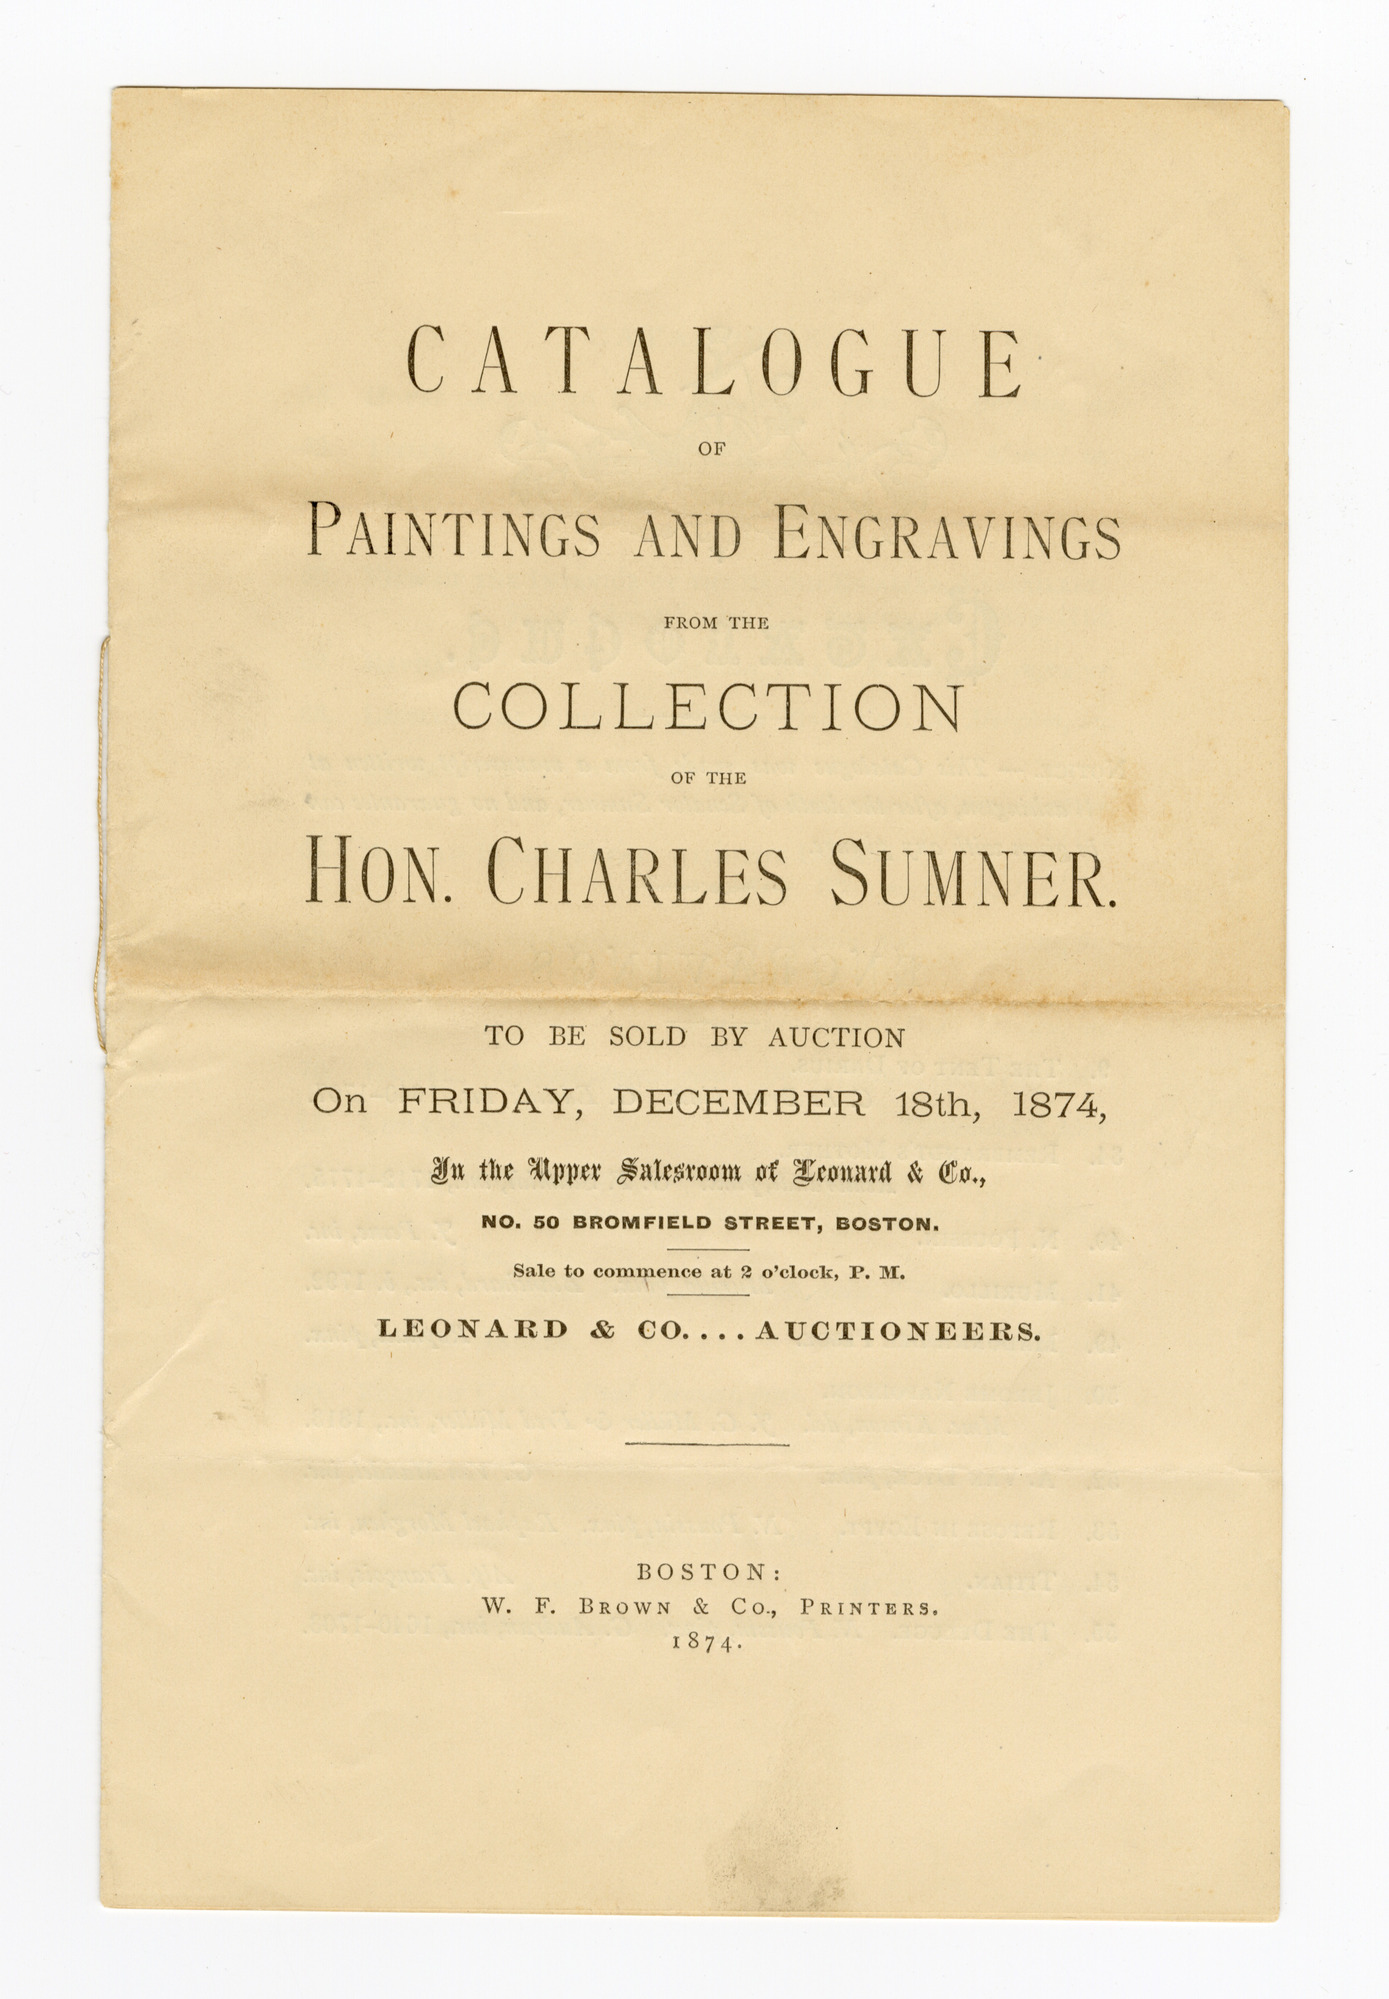 CATALOGUE
OF
PAINTINGS AND ENGRAVINGS
FROM THE
COLLECTION
OF THE
HON. CHARLES SUMNER.
TO BE SOLD BY AUCTION
On FRIDAY, DECEMBER 18th, 1874,
In the Upper Salesroom of Leonard & Co.,
NO. 50 BROMFIELD STREET, BOSTON.
Sale to commence at 2 o'clock, P. M.
LEONARD & CO.... AUCTIONEERS.
BOSTON:
W. F. BROWN & CO., PRINTERS.
1874.